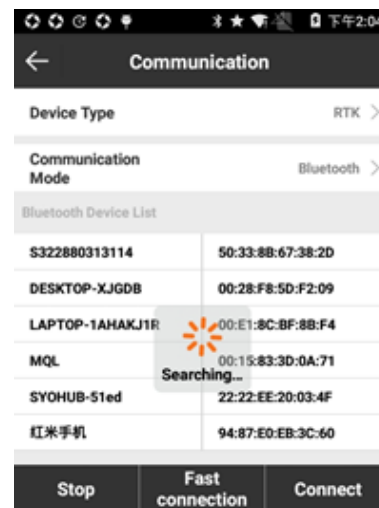 下午2:04
Communication
Device Type RTK
Communication
Mode Bluetooth
Bluetooth Device List
S322880313114 50:33:8B:67:38:2D
DESKTOP-XJGDB 00:28:F8:5D:F2:09
LAPTOP-1AHAKJ1R 00:E1:8C:BF:8B:F4
MQL 00:15:83:3D:0A:71
Searching...
SYOHUB-51ed 22:22:EE:20:03:4F
红米手机 94:87:E0:EB:3C:60
Stop Fast connection Connect